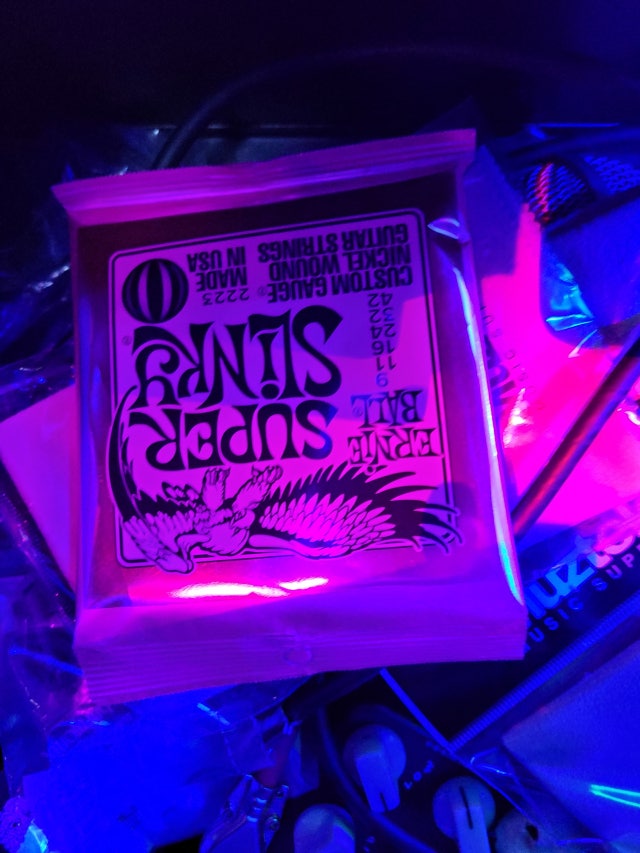 ERNIE
BALL®
SUPER
SLINKY®
9
11
16
24
32
42
CUSTOM GAUGE®
NICKEL WOUND
GUITAR STRINGS
2223
MADE
IN USA
LOW